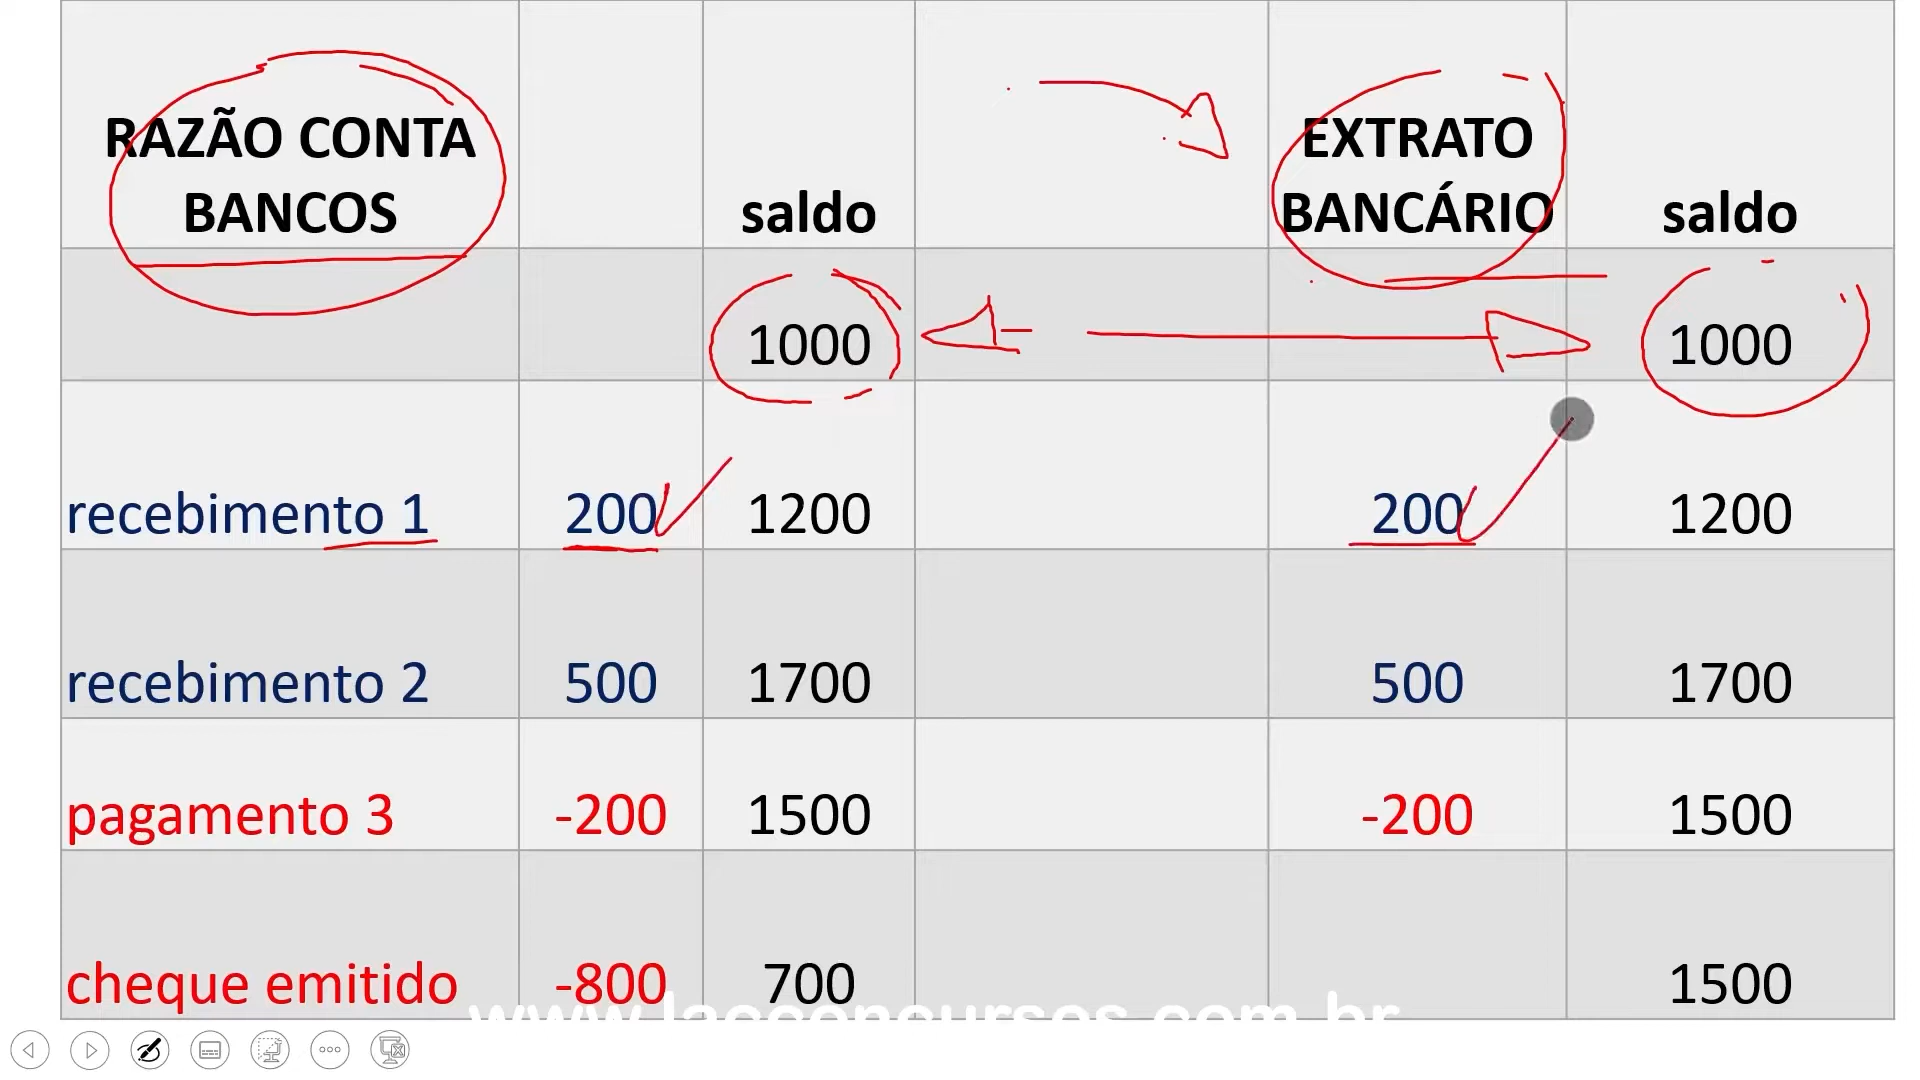 RAZÃO CONTA
BANCOS
saldo
EXTRATO
BANCÁRIO
saldo
1000
1000
recebimento 1
200
1200
200
1200
recebimento 2
500
1700
500
1700
pagamento 3
-200
1500
-200
1500
cheque emitido
-800
700
1500